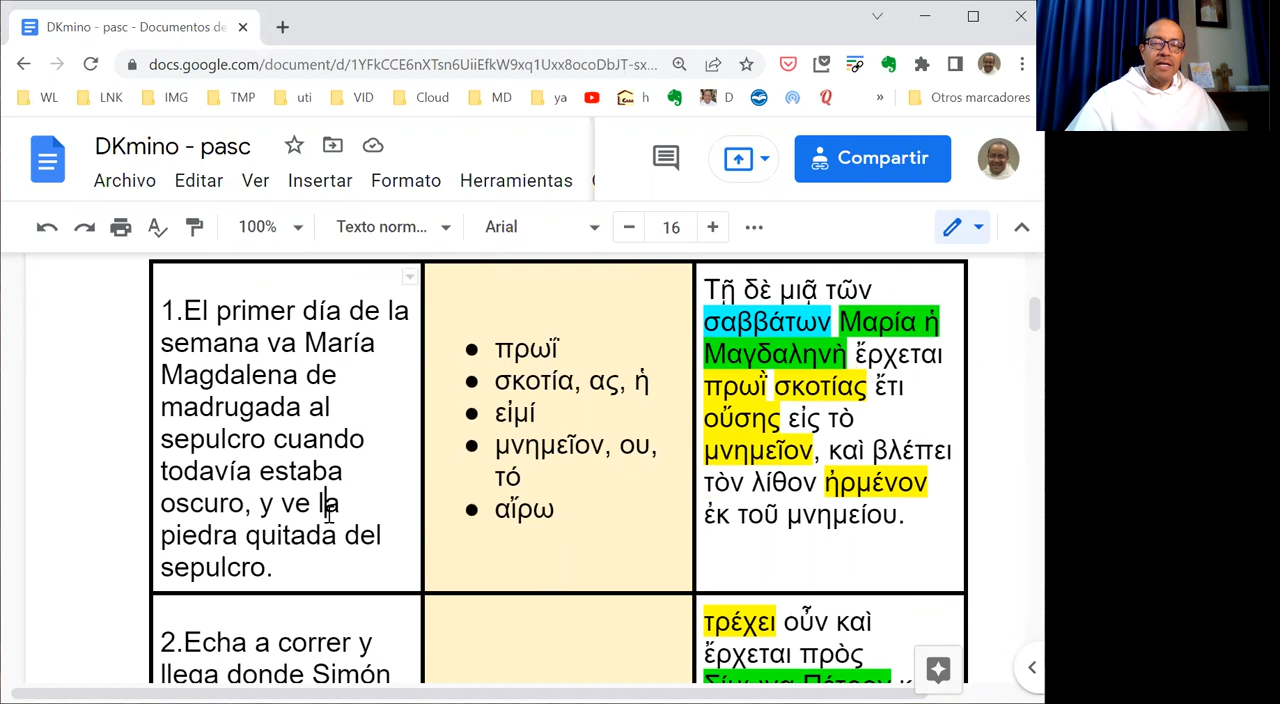 DKmino - pasc - Documentos de
docs.google.com/document/d/1YFkCCE6nXTsn6UiiEfkW9xq1Uxx8ocoDbJT-sx...
WL LNK IMG TMP uti VID Cloud MD ya h D » Otros marcadores
DKmino - pasc
Archivo Editar Ver Insertar Formato Herramientas
Compartir
100% Texto norm... Arial 16
1.El primer día de la
semana va María
Magdalena de
madrugada al
sepulcro cuando
todavía estaba
oscuro, y ve la
piedra quitada del
sepulcro.
πρωΐ
σκοτία, ας, ἡ
εἰμί
μνημεῖον, ου,
τό
αἴρω
Τῇ δὲ μιᾷ τῶν
σαββάτων Μαρία ἡ
Μαγδαληνὴ ἔρχεται
πρωῒ σκοτίας ἔτι
οὔσης εἰς τὸ
μνημεῖον, καὶ βλέπει
τὸν λίθον ἠρμένον
ἐκ τοῦ μνημείου.
2.Echa a correr y
llega donde Simón
τρέχει οὖν καὶ
ἔρχεται πρὸς
Σίμωνα Πέτρον